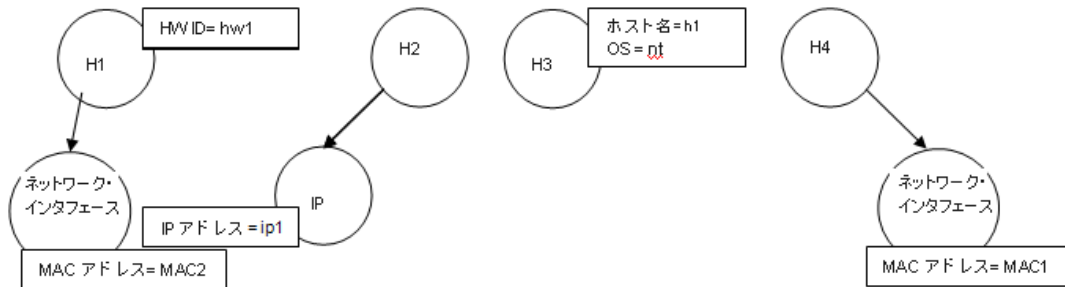 H1
HW ID= hw1
H2
H3
ホスト名=h1
OS = nt
H4
ネットワーク・
インタフェース
MAC アドレス= MAC2
IP
IP アドレス =ip1
ネットワーク・
インタフェース
MAC アドレス= MAC1